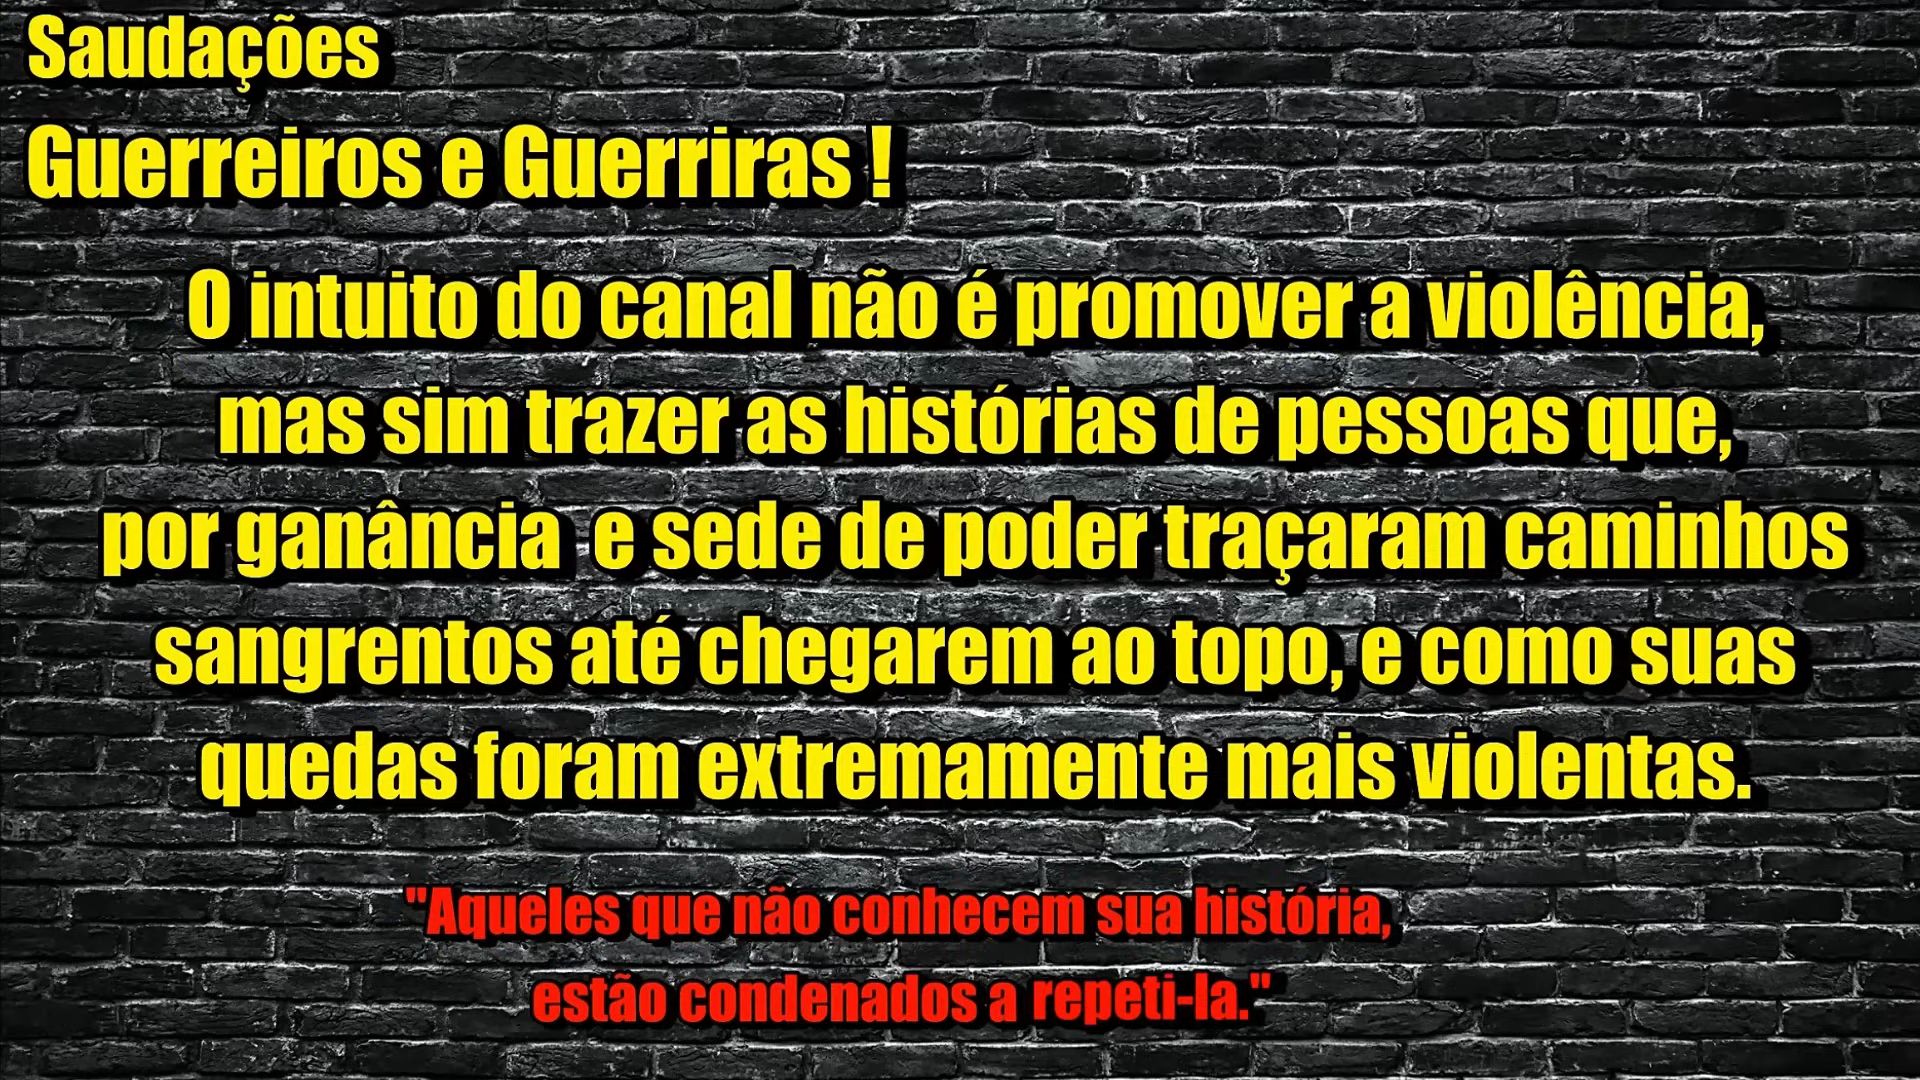 Saudações
Guerreiros e Guerriras !
O intuito do canal não é promover a violência,
mas sim trazer as histórias de pessoas que,
por ganância e sede de poder traçaram caminhos
sangrentos até chegarem ao topo, e como suas
quedas foram extremamente mais violentas.
"Aqueles que não conhecem sua história,
estão condenados a repeti-la."